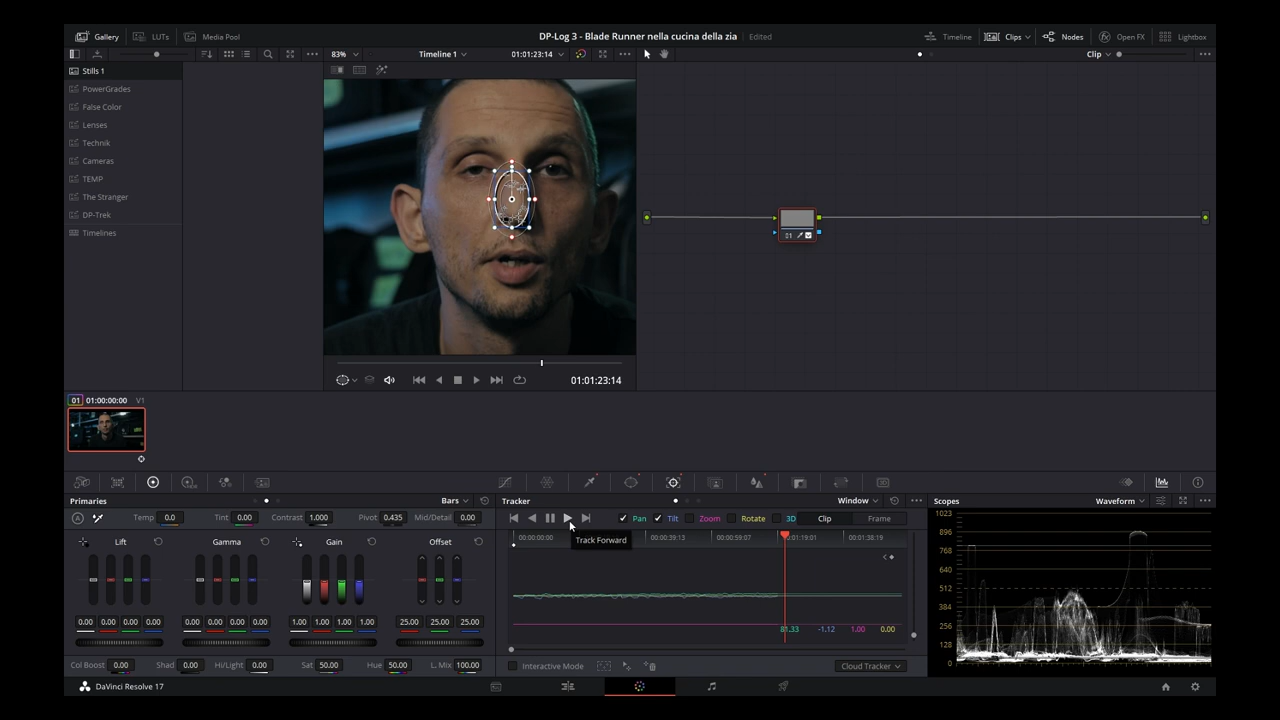 Gallery LUTs Media Pool DP-Log 3 - Blade Runner nella cucina della zia Edited Timeline Clips Nodes Open FX Lightbox
83% Timeline 1 01:01:23:14 Clip
Stills 1
PowerGrades
False Color
Lenses
Technik
Cameras
TEMP
The Stranger
DP-Trek
Timelines
01
01:01:23:14
01 01:00:00:00 V1
Primaries Bars Tracker Window Scopes Waveform
A Temp 0.0 Tint 0.00 Contrast 1.000 Pivot 0.435 Mid/Detail 0.00 Pan Tilt Zoom Rotate 3D Clip Frame
Lift Gamma Gain Offset
Track Forward
00:00:00:00 00:00:39:13 00:00:59:07 01:19:01 00:01:38:19
0.00 0.00 0.00 0.00 0.00 0.00 0.00 0.00 1.00 1.00 1.00 1.00 25.00 25.00 25.00
-1.12 1.00 0.00
Col Boost 0.00 Shad 0.00 Hi/Light 0.00 Sat 50.00 Hue 50.00 L. Mix 100.00
Interactive Mode Cloud Tracker
1023
896
768
640
512
384
256
128
0
DaVinci Resolve 17